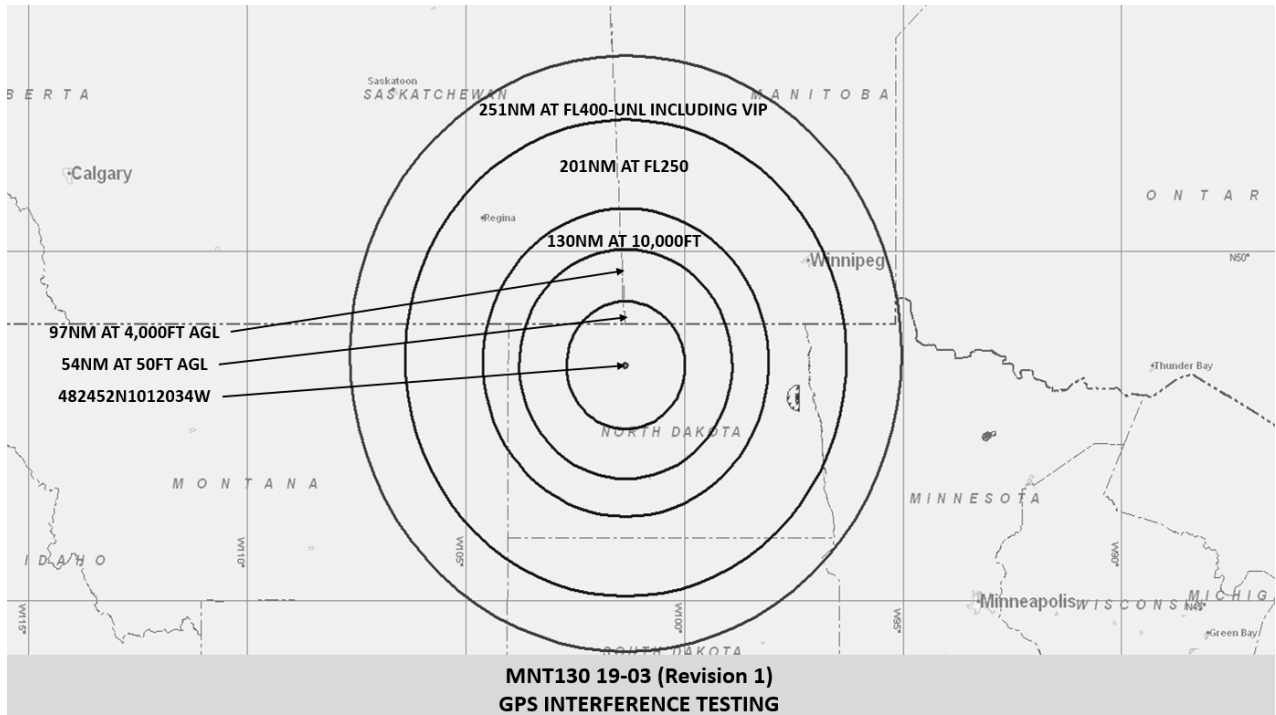 Saskatoon
B E R T A
SASKATCHEWAN
MANITOBA
251NM AT FL400-UNL INCLUDING VIP
201NM AT FL250
Calgary
ONTAR
Regina
130NM AT 10,000FT
Winnipeg
N50°
97NM AT 4,000FT AGL
54NM AT 50FT AGL
482452N1012034W
Thunder Bay
NORTH DAKOTA
MONTANA
MINNESOTA
IDAHO
W110°
W105°
W90°
Minneapolis
WISCONSI
MICHIG
N45°
W115°
W100°
W95°
Green Bay
SOUTH DAKOTA
MNT130 19-03 (Revision 1)
GPS INTERFERENCE TESTING